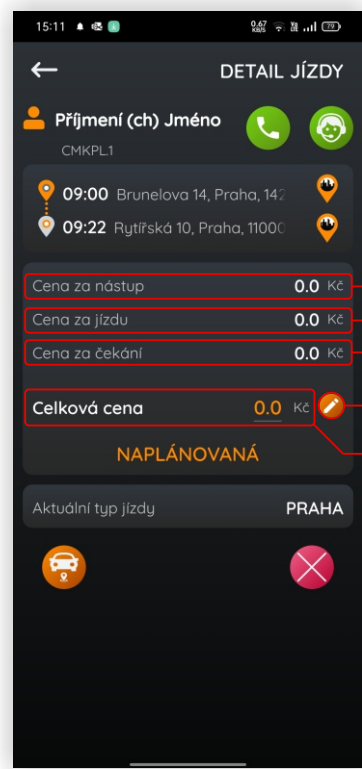 15:11 0.67 KB/S 79
DETAIL JÍZDY
Příjmení (ch) Jméno
CMKPL1
09:00 Brunelova 14, Praha, 142
09:22 Rytířská 10, Praha, 11000
Cena za nástup 0.0 Kč
Cena za jízdu 0.0 Kč
Cena za čekání 0.0 Kč
Celková cena 0.0 Kč
NAPLÁNOVANÁ
Aktuální typ jízdy PRAHA